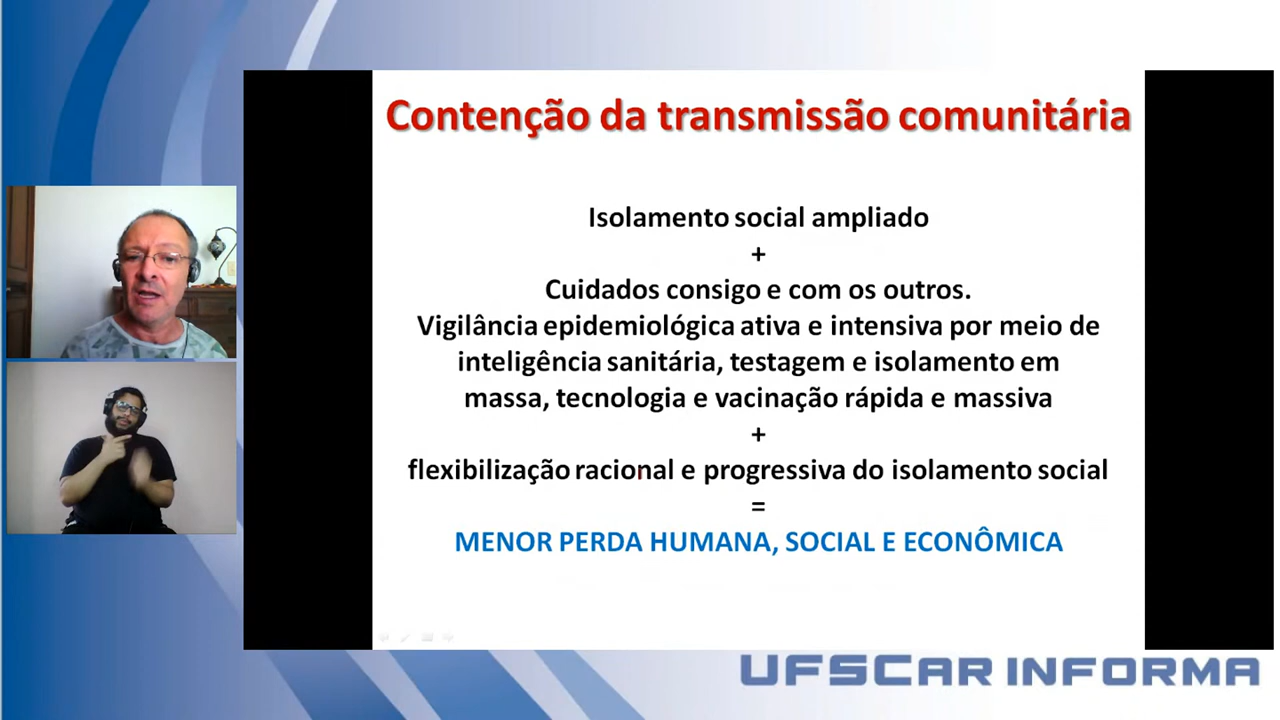 Contenção da transmissão comunitária
Isolamento social ampliado
+
Cuidados consigo e com os outros.
Vigilância epidemiológica ativa e intensiva por meio de
inteligência sanitária, testagem e isolamento em
massa, tecnologia e vacinação rápida e massiva
+
flexibilização racional e progressiva do isolamento social
=
MENOR PERDA HUMANA, SOCIAL E ECONÔMICA
UFSCAR INFORMA